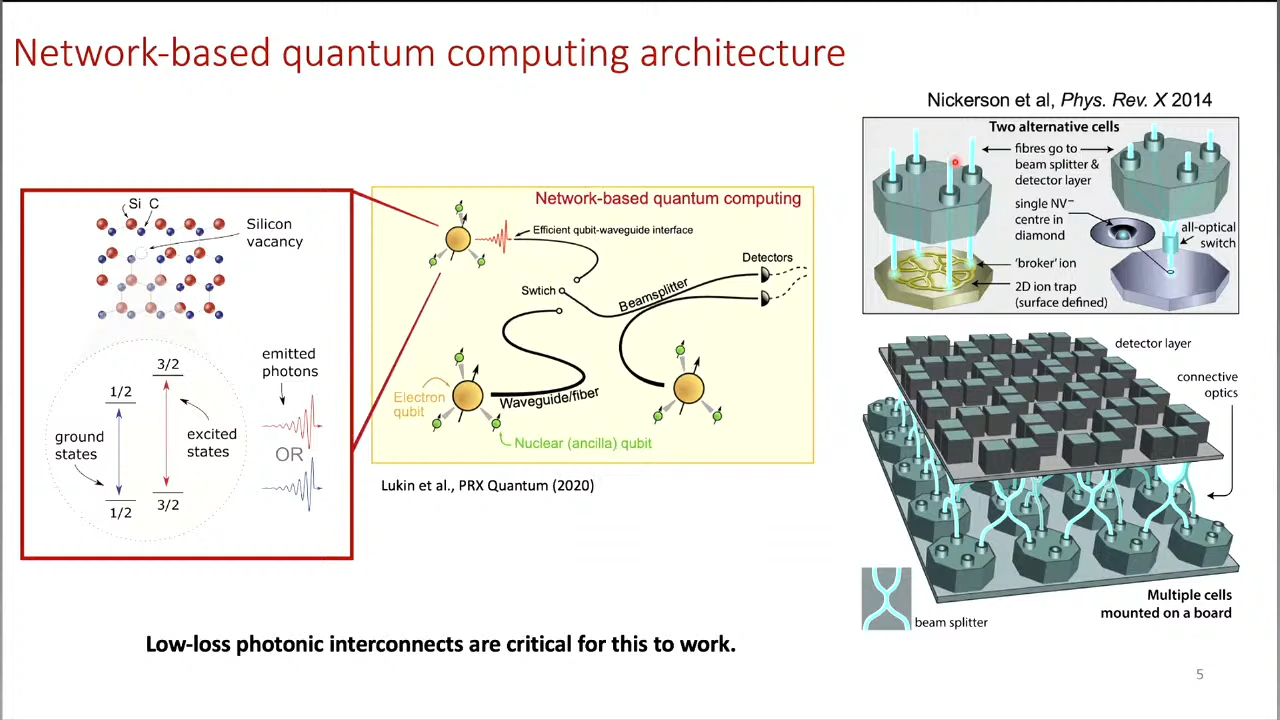 Network-based quantum computing architecture
Si C
Silicon
vacancy
1/2
3/2
ground
states
excited
states
1/2
3/2
emitted
photons
OR
Network-based quantum computing
Efficient qubit-waveguide interface
Detectors
Swtich
Beamsplitter
Electron
qubit
Waveguide/fiber
Nuclear (ancilla) qubit
Lukin et al., PRX Quantum (2020)
Nickerson et al, Phys. Rev. X 2014
Two alternative cells
fibres go to
beam splitter &
detector layer
single NV⁻
centre in
diamond
all-optical
switch
'broker' ion
2D ion trap
(surface defined)
detector layer
connective
optics
Multiple cells
mounted on a board
beam splitter
Low-loss photonic interconnects are critical for this to work.
5